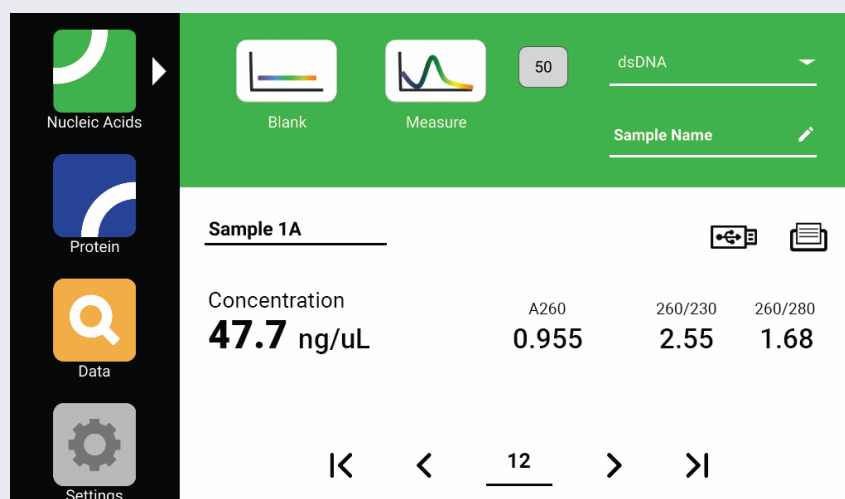 Nucleic Acids
Protein
Data
Settings
Blank
Measure
50
dsDNA
Sample Name
Sample 1A
Concentration
47.7 ng/uL
A260
0.955
260/230
2.55
260/280
1.68
12